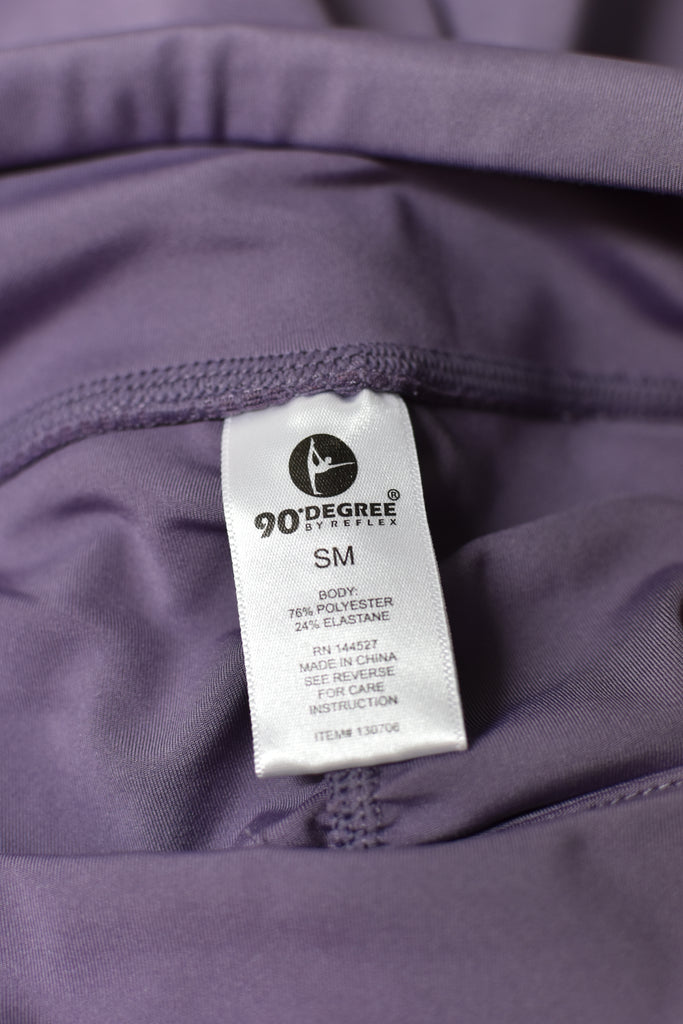 90°DEGREE®
BY REFLEX
SM
BODY:
76% POLYESTER
24% ELASTANE
RN 144527
MADE IN CHINA
SEE REVERSE
FOR CARE
INSTRUCTION
ITEM# 130706